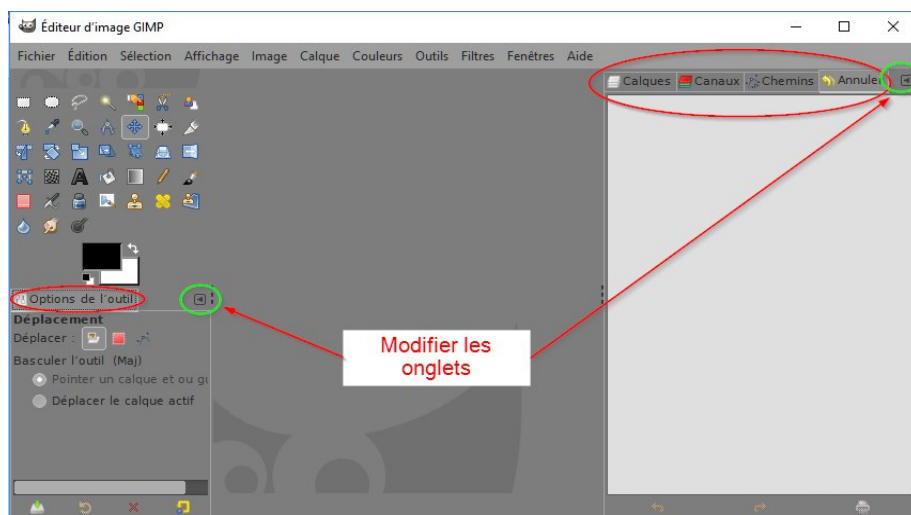 Éditeur d'image GIMP
Fichier Édition Sélection Affichage Image Calque Couleurs Outils Filtres Fenêtres Aide
Calques Canaux Chemins Annuler
Options de l'outil
Déplacement
Déplacer :
Basculer l'outil (Maj)
Pointer un calque et ou gu
Déplacer le calque actif
Modifier les
onglets